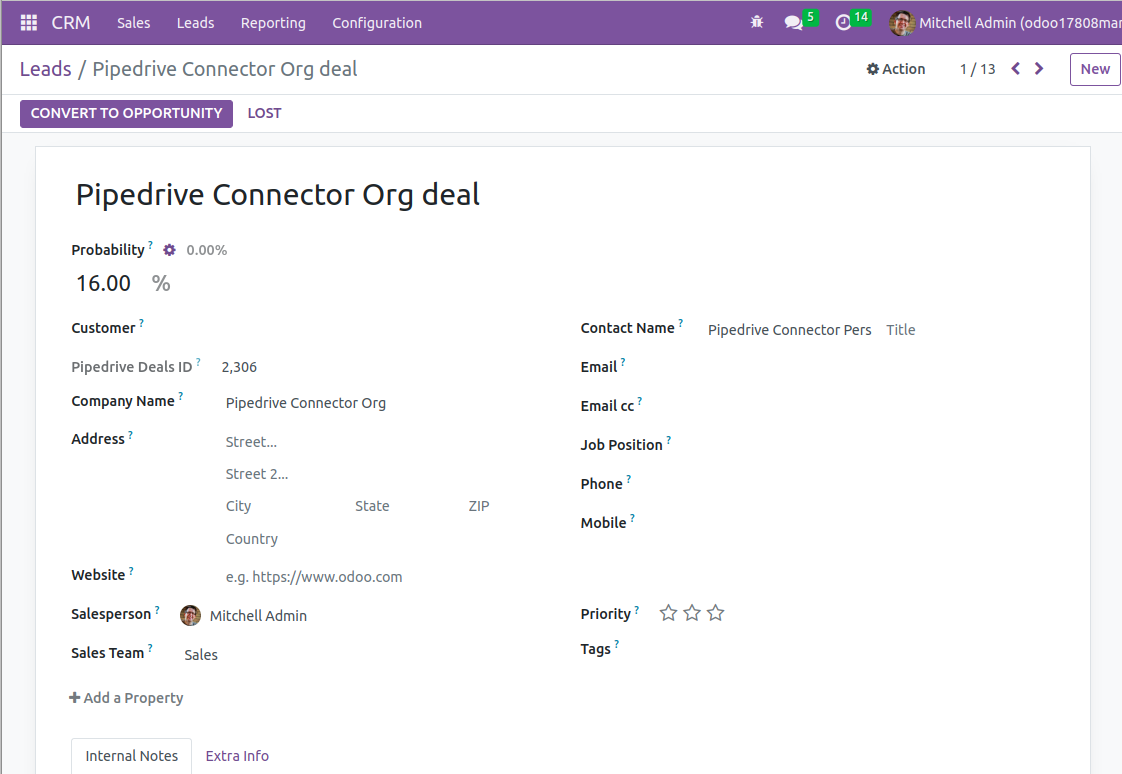 CRM Sales Leads Reporting Configuration 5 14 Mitchell Admin (odoo17808mar
Leads / Pipedrive Connector Org deal Action 1 / 13 New
CONVERT TO OPPORTUNITY LOST
Pipedrive Connector Org deal
Probability ? 0.00%
16.00 %
Customer ? Contact Name ? Pipedrive Connector Pers Title
Pipedrive Deals ID ? 2,306 Email ?
Company Name ? Pipedrive Connector Org Email cc ?
Address ? Street... Job Position ?
Street 2... Phone ?
City State ZIP
Mobile ?
Country
Website ? e.g. https://www.odoo.com
Salesperson ? Mitchell Admin Priority ?
Sales Team ? Sales Tags ?
Add a Property
Internal Notes Extra Info